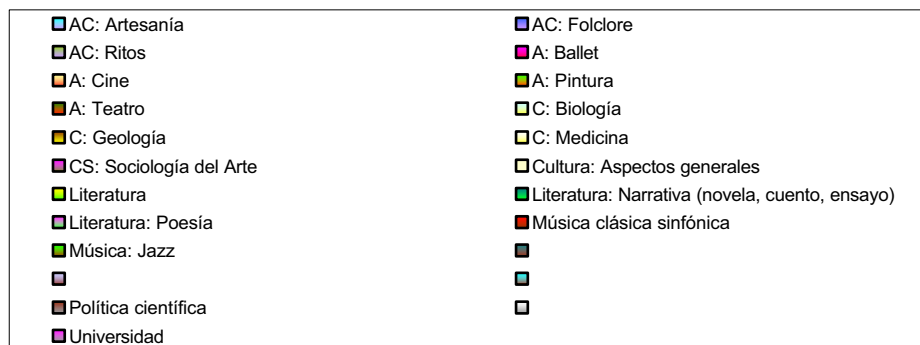 AC: Artesanía
AC: Folclore
AC: Ritos
A: Ballet
A: Cine
A: Pintura
A: Teatro
C: Biología
C: Geología
C: Medicina
CS: Sociología del Arte
Cultura: Aspectos generales
Literatura
Literatura: Narrativa (novela, cuento, ensayo)
Literatura: Poesía
Música clásica sinfónica
Música: Jazz
Política científica
Universidad